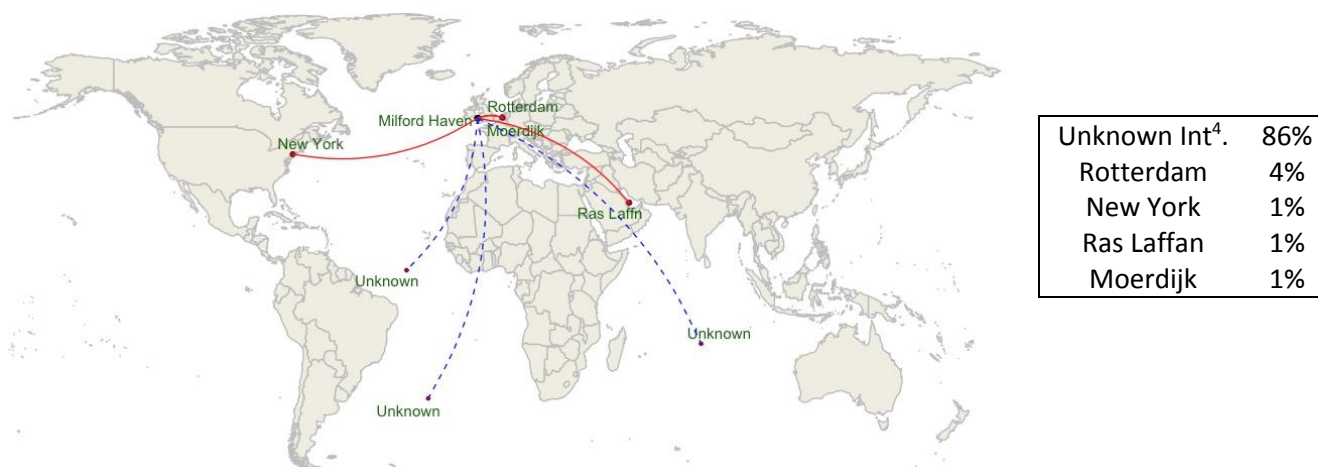 Rotterdam
Milford Haven
Moerdijk
New York
Ras Laffn
Unknown
Unknown
Unknown
Unknown Int⁴. 86%
Rotterdam 4%
New York 1%
Ras Laffan 1%
Moerdijk 1%